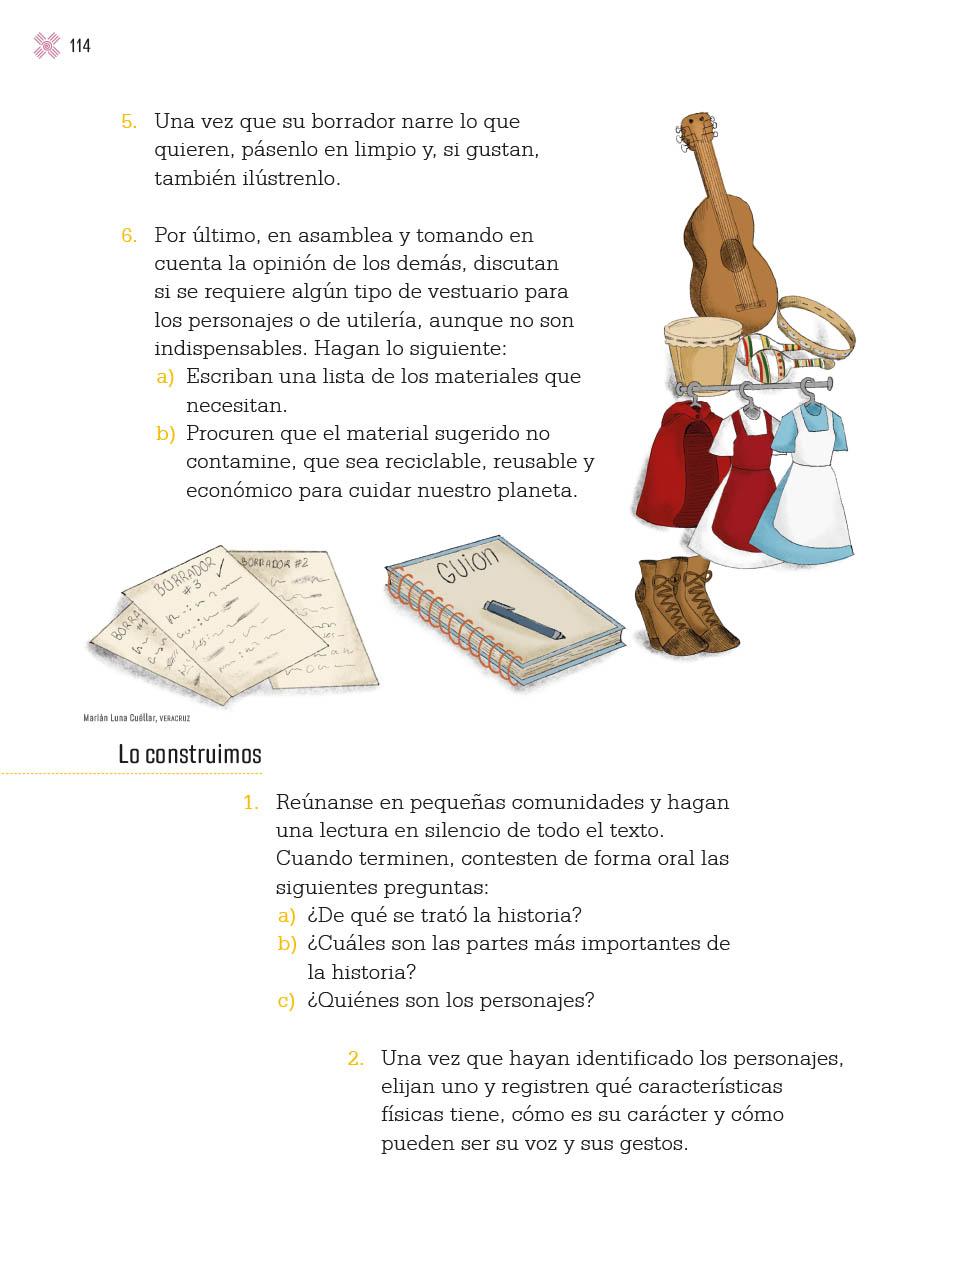 114
5. Una vez que su borrador narre lo que
quieren, pásenlo en limpio y, si gustan,
también ilústrenlo.
6. Por último, en asamblea y tomando en
cuenta la opinión de los demás, discutan
si se requiere algún tipo de vestuario para
los personajes o de utilería, aunque no son
indispensables. Hagan lo siguiente:
a) Escriban una lista de los materiales que
necesitan.
b) Procuren que el material sugerido no
contamine, que sea reciclable, reusable y
económico para cuidar nuestro planeta.
BORRA
#1
BORRADOR
#3
BORRADOR #2
GUION
Marián Luna Cuéllar, VERACRUZ
Lo construimos
1. Reúnanse en pequeñas comunidades y hagan
una lectura en silencio de todo el texto.
Cuando terminen, contesten de forma oral las
siguientes preguntas:
a) ¿De qué se trató la historia?
b) ¿Cuáles son las partes más importantes de
la historia?
c) ¿Quiénes son los personajes?
2. Una vez que hayan identificado los personajes,
elijan uno y registren qué características
físicas tiene, cómo es su carácter y cómo
pueden ser su voz y sus gestos.